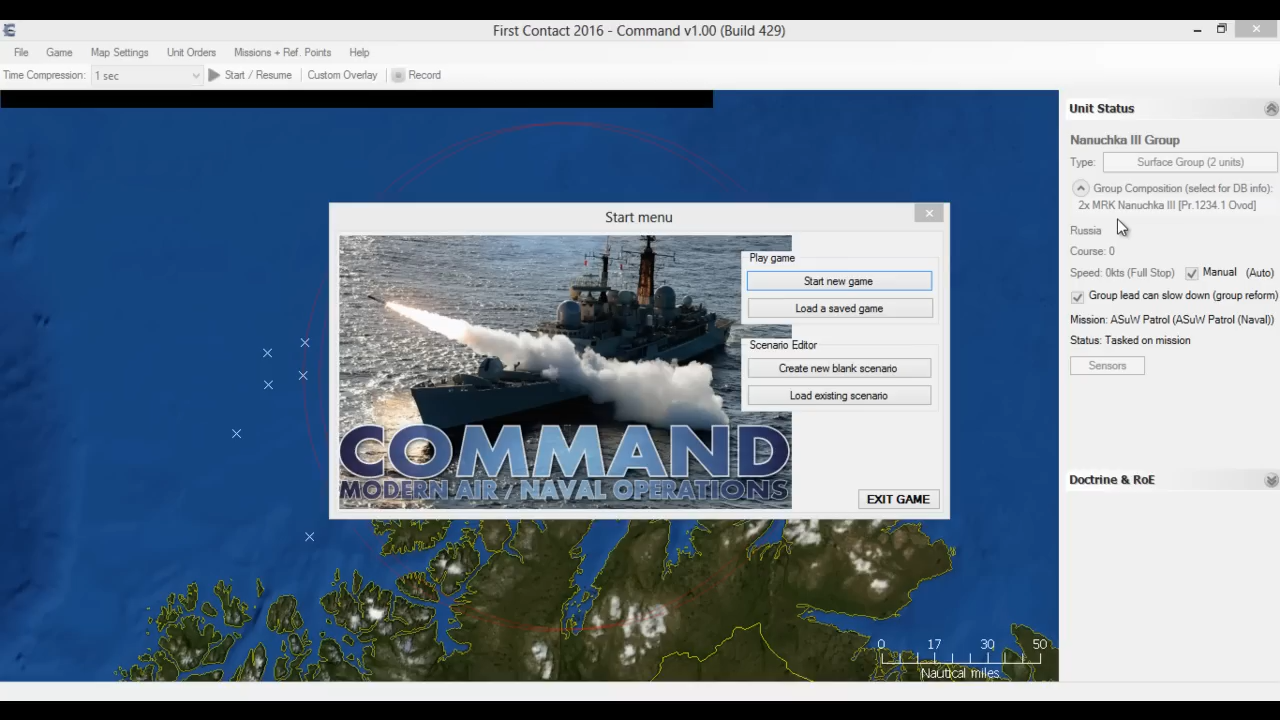 First Contact 2016 - Command v1.00 (Build 429)
File Game Map Settings Unit Orders Missions + Ref. Points Help
Time Compression: 1 sec Start / Resume Custom Overlay Record
Start menu
Play game
Start new game
Load a saved game
Scenario Editor
Create new blank scenario
Load existing scenario
COMMAND
MODERN AIR / NAVAL OPERATIONS
EXIT GAME
0 17 30 50
Nautical miles
Unit Status
Nanuchka III Group
Type: Surface Group (2 units)
Group Composition (select for DB info):
2x MRK Nanuchka III [Pr.1234.1 Ovod]
Russia
Course: 0
Speed: 0kts (Full Stop) Manual (Auto)
Group lead can slow down (group reform)
Mission: ASuW Patrol (ASuW Patrol (Naval))
Status: Tasked on mission
Sensors
Doctrine & RoE